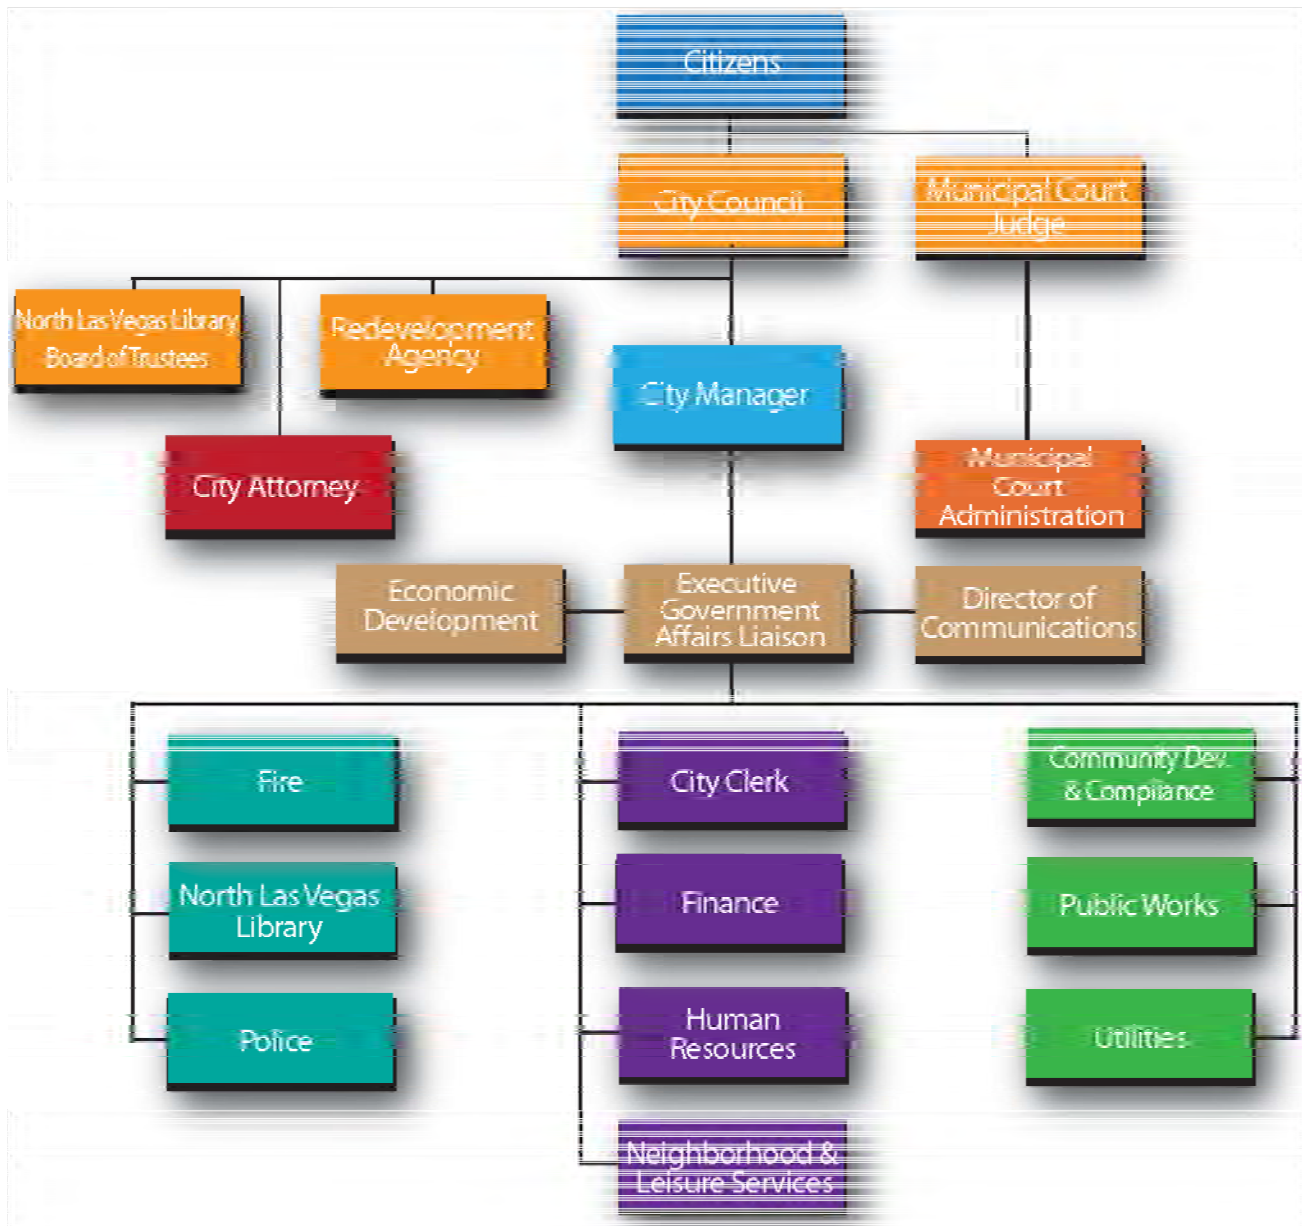 Citizens
City Council
Municipal Court
Judge
North Las Vegas Library
Board of Trustees
Redevelopment
Agency
City Manager
City Attorney
Municipal
Court
Administration
Economic
Development
Executive
Government
Affairs Liaison
Director of
Communications
Fire
City Clerk
Community Dev.
& Compliance
North Las Vegas
Library
Finance
Public Works
Police
Human
Resources
Utilities
Neighborhood &
Leisure Services